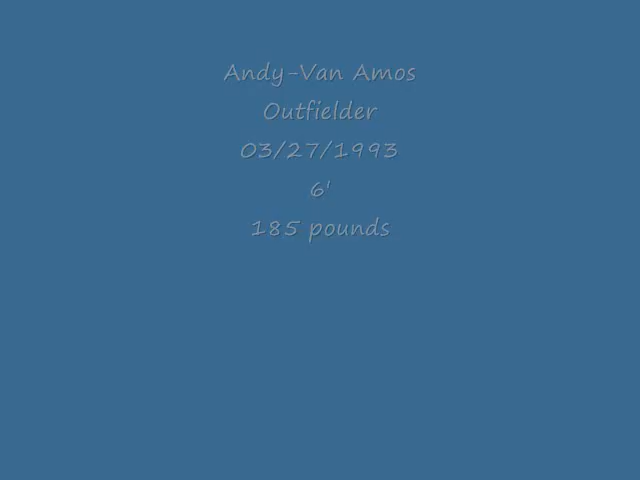 Andy-Van Amos
Outfielder
03/27/1993
6'
185 pounds